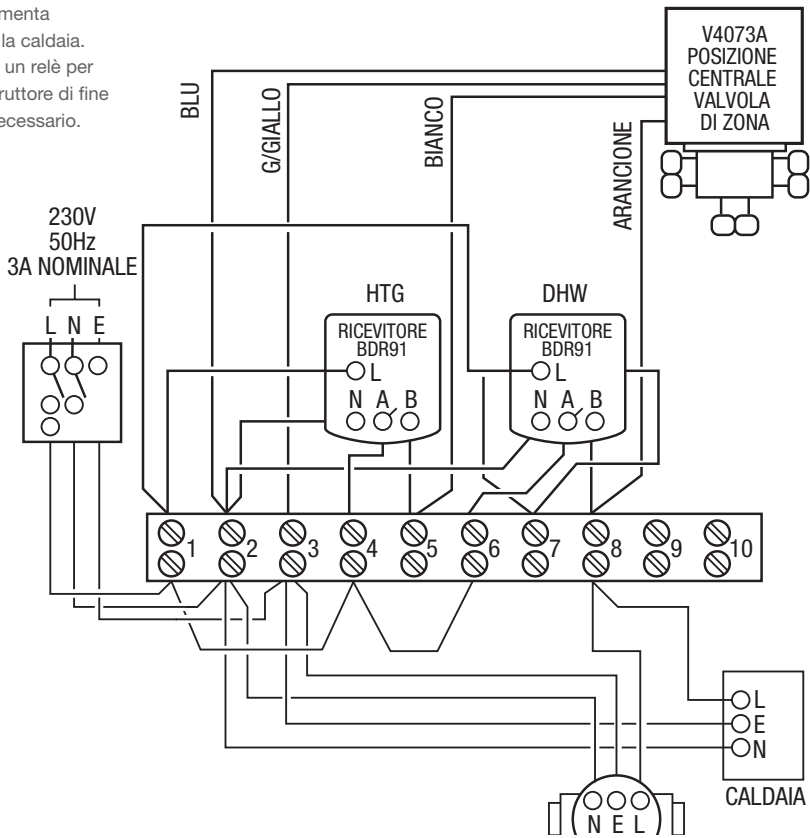 menta
la caldaia.
un relè per
ruttore di fine
ecessario.
V4073A
POSIZIONE
CENTRALE
VALVOLA
DI ZONA
BLU
G/GIALLO
BIANCO
ARANCIONE
230V
50Hz
3A NOMINALE
L N E
HTG
RICEVITORE
BDR91
L
N A B
DHW
RICEVITORE
BDR91
L
N A B
1 2 3 4 5 6 7 8 9 10
L
E
N
CALDAIA
N E L